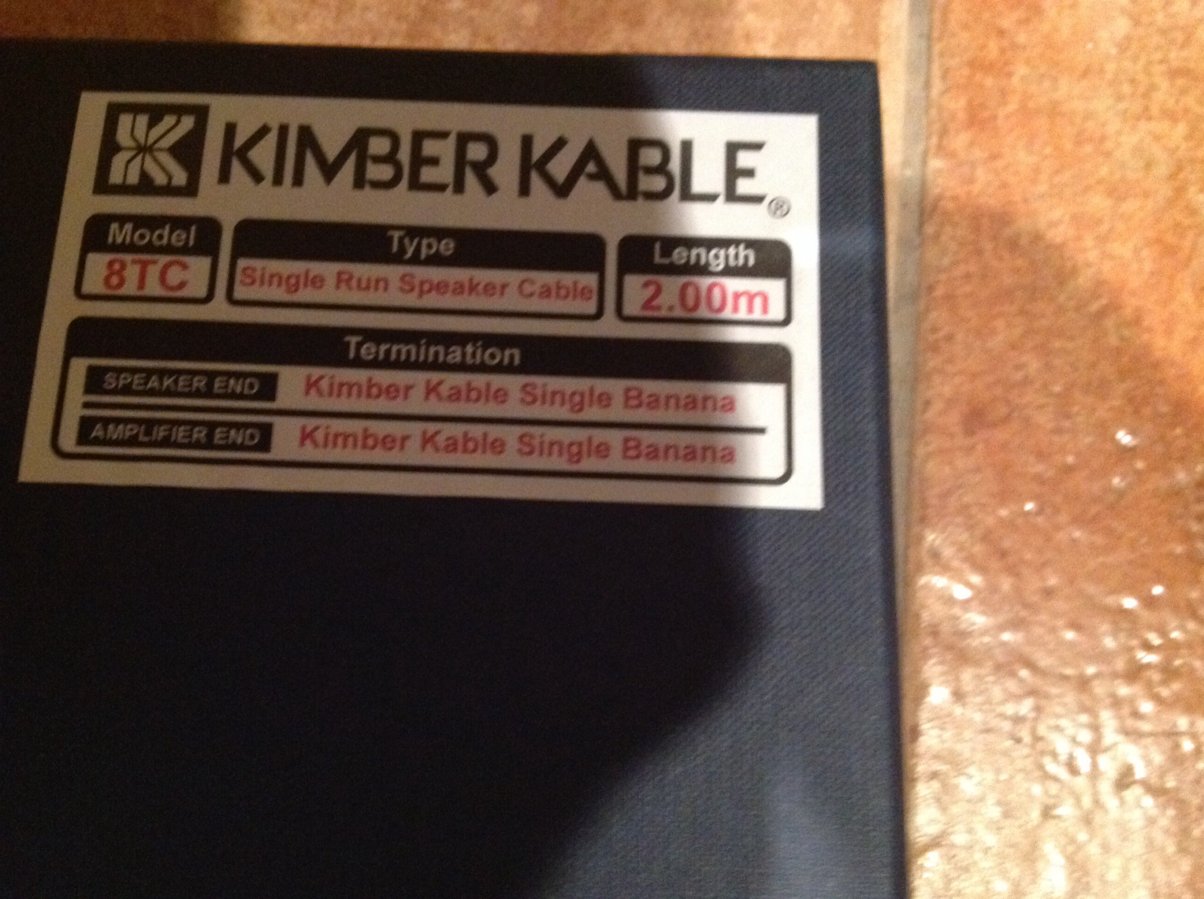 KIMBER KABLE®
Model
8TC
Type
Single Run Speaker Cable
Length
2.00m
Termination
SPEAKER END Kimber Kable Single Banana
AMPLIFIER END Kimber Kable Single Banana